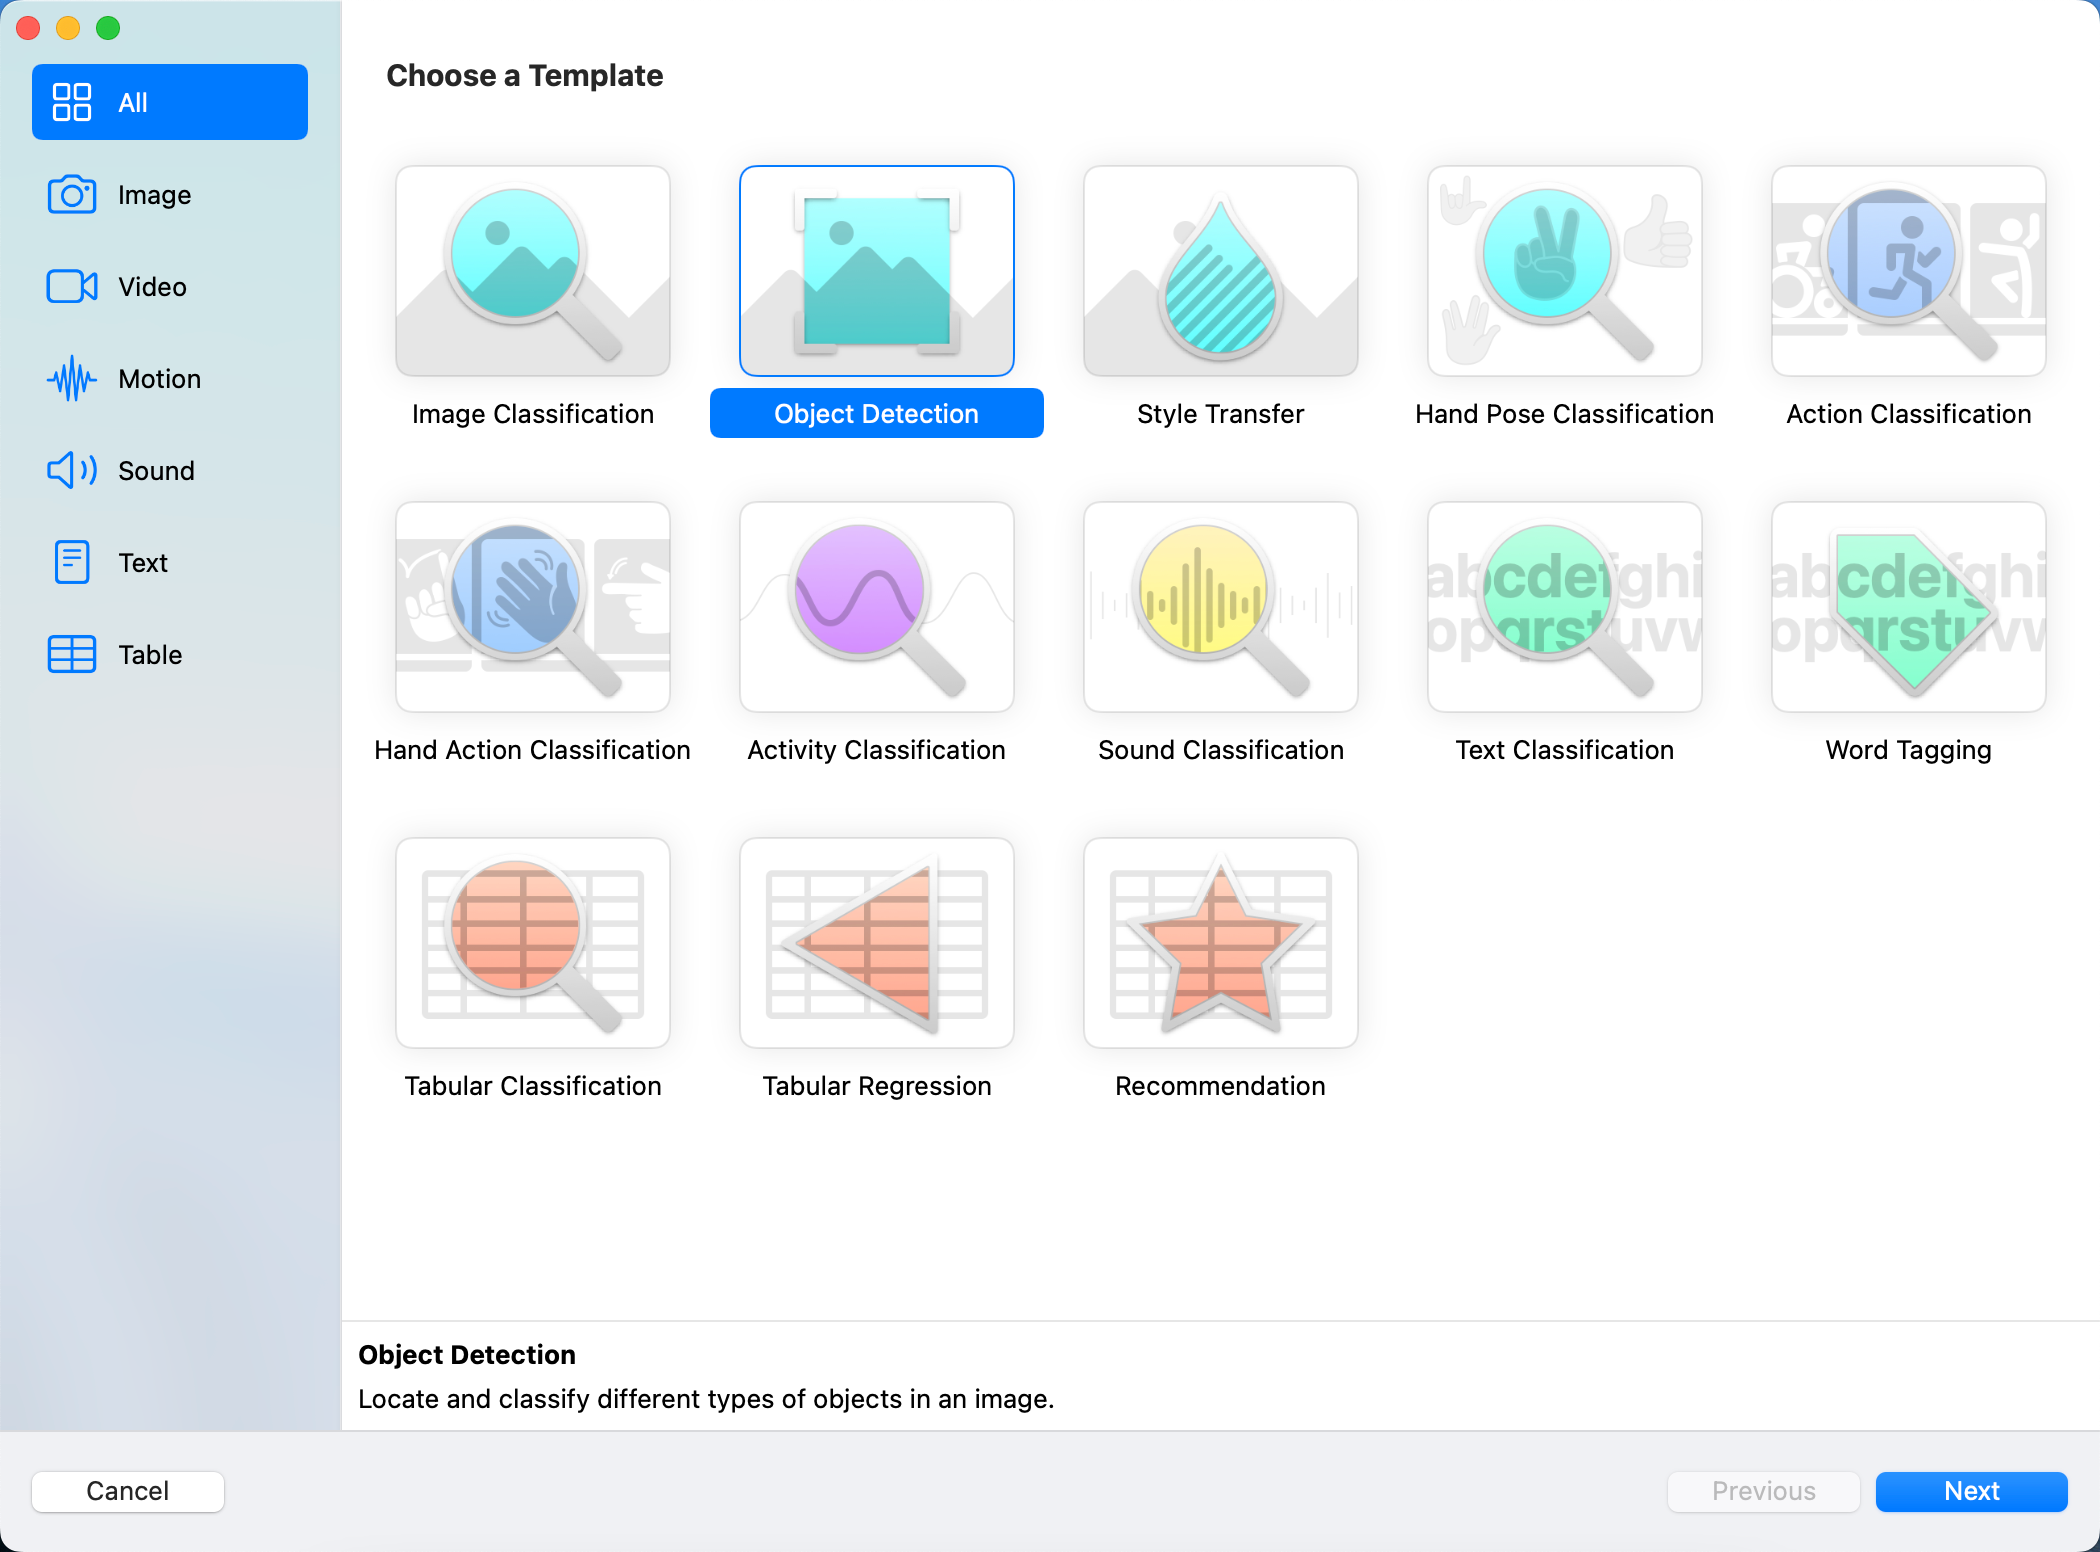 All
Image
Video
Motion
Sound
Text
Table
Choose a Template
Image Classification
Object Detection
Style Transfer
Hand Pose Classification
Action Classification
Hand Action Classification
Activity Classification
Sound Classification
abcdefghi
opqrstuvw
Text Classification
abcdefghi
opqrstuvw
Word Tagging
Tabular Classification
Tabular Regression
Recommendation
Object Detection
Locate and classify different types of objects in an image.
Cancel
Previous
Next